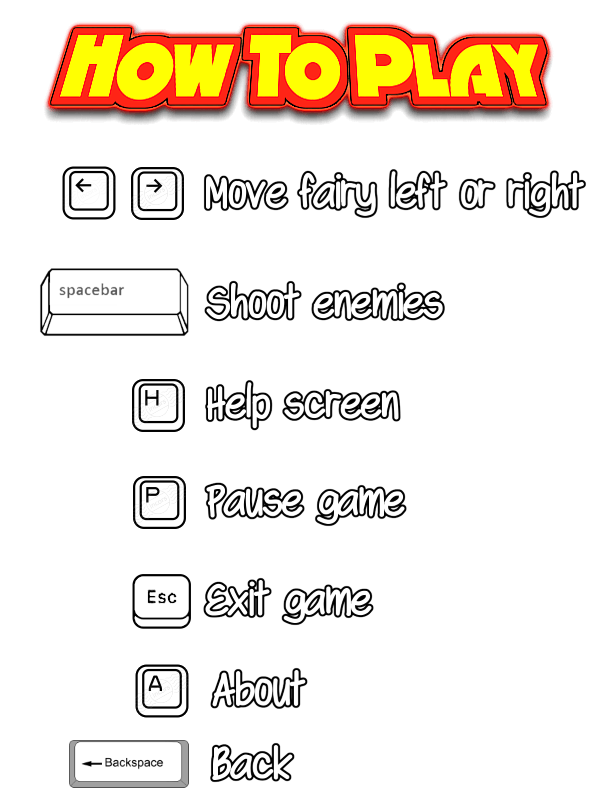 How To Play
← → Move fairy left or right
spacebar Shoot enemies
H Help screen
P Pause game
Esc Exit game
A About
← Backspace Back